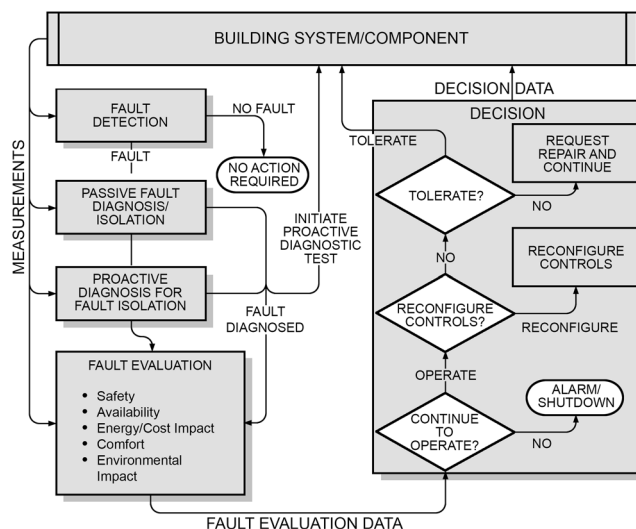 BUILDING SYSTEM/COMPONENT
MEASUREMENTS
FAULT
DETECTION
NO FAULT
FAULT
NO ACTION
REQUIRED
PASSIVE FAULT
DIAGNOSIS/
ISOLATION
PROACTIVE
DIAGNOSIS FOR
FAULT ISOLATION
INITIATE
PROACTIVE
DIAGNOSTIC
TEST
FAULT
DIAGNOSED
FAULT EVALUATION
• Safety
• Availability
• Energy/Cost Impact
• Comfort
• Environmental
Impact
FAULT EVALUATION DATA
DECISION DATA
DECISION
TOLERATE
REQUEST
REPAIR AND
CONTINUE
TOLERATE?
NO
NO
RECONFIGURE
CONTROLS
RECONFIGURE
CONTROLS?
RECONFIGURE
OPERATE
ALARM/
SHUTDOWN
CONTINUE
TO
OPERATE?
NO